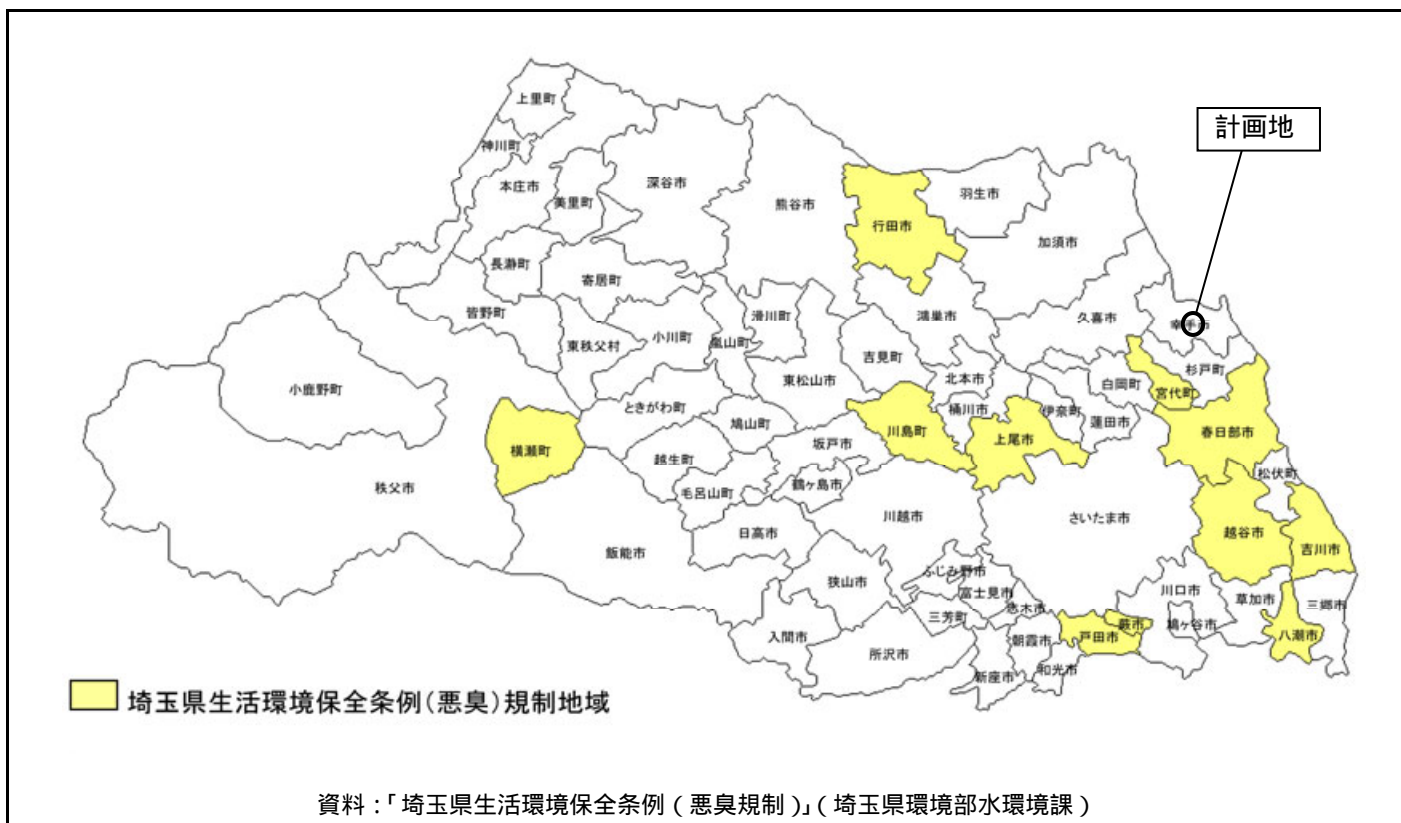 計画地
上里町
神川町
本庄市
美里町
深谷市
熊谷市
行田市
羽生市
加須市
長瀞町
寄居町
皆野町
東秩父村
小川町
嵐山町
滑川町
鴻巣市
久喜市
幸手市
吉見町
東松山市
北本市
杉戸町
白岡町
宮代町
小鹿野町
ときがわ町
鳩山町
川島町
桶川市
伊奈町
蓮田市
上尾市
春日部市
横瀬町
越生町
坂戸市
松伏町
秩父市
毛呂山町
鶴ヶ島市
川越市
さいたま市
越谷市
吉川市
日高市
飯能市
狭山市
ふじみ野市
富士見市
川口市
草加市
三郷市
入間市
三芳町
志木市
蕨市
鳩ヶ谷市
戸田市
八潮市
所沢市
朝霞市
新座市
和光市
埼玉県生活環境保全条例(悪臭)規制地域
資料:「埼玉県生活環境保全条例(悪臭規制)」(埼玉県環境部水環境課)